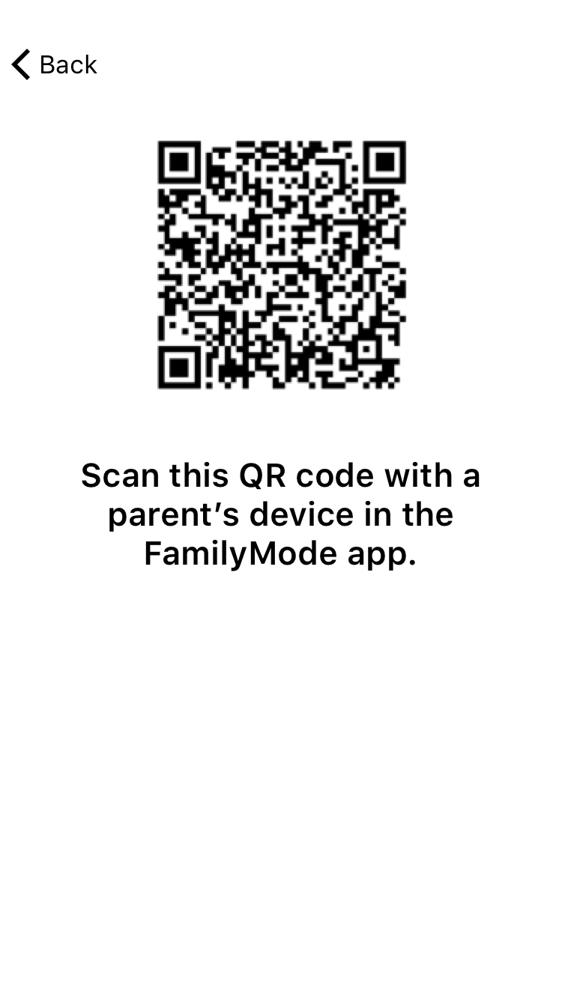 Back
Scan this QR code with a
parent’s device in the
FamilyMode app.